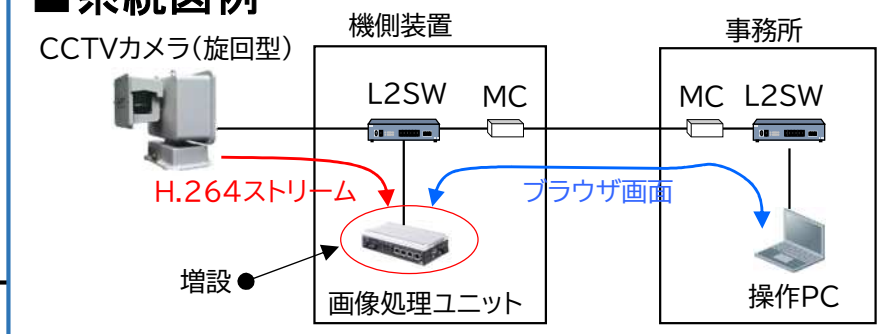 ■系統図例
CCTVカメラ(旋回型)
機側装置
事務所
L2SW
MC
MC
L2SW
H.264ストリーム
ブラウザ画面
増設
画像処理ユニット
操作PC